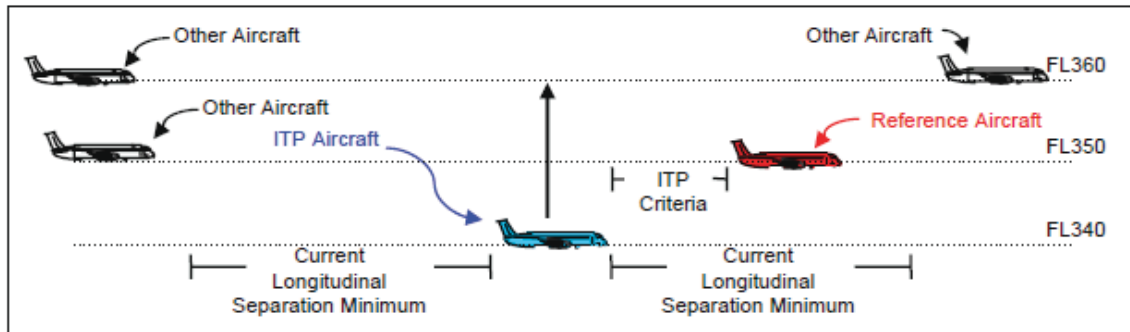 Other Aircraft
Other Aircraft
FL360
Other Aircraft
ITP Aircraft
Reference Aircraft
FL350
ITP
Criteria
FL340
Current
Longitudinal
Separation Minimum
Current
Longitudinal
Separation Minimum